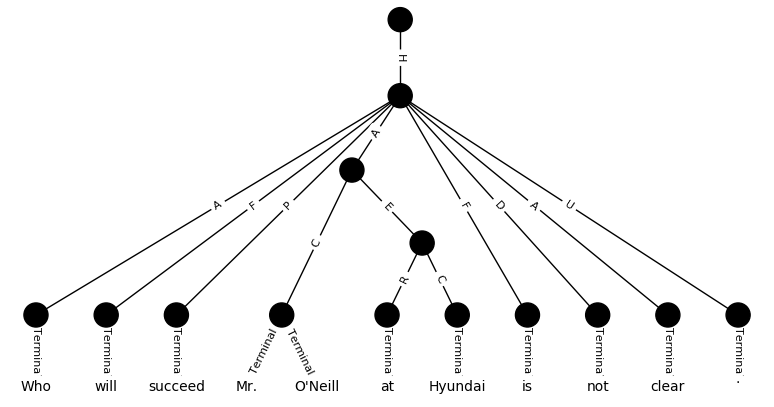 H
A
A F P C E F D A U
R C
Terminal Terminal Terminal Terminal Terminal Terminal Terminal Terminal Terminal Terminal Terminal
Who will succeed Mr. O'Neill at Hyundai is not clear .